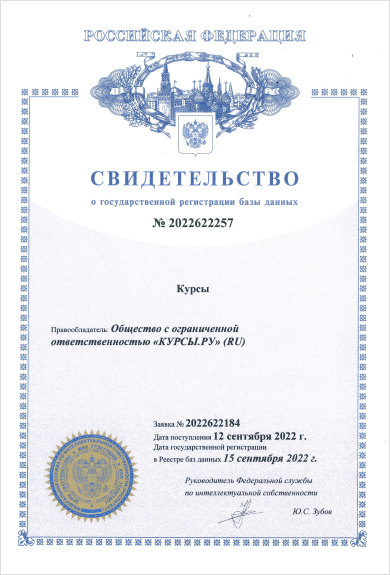 РОССИЙСКАЯ ФЕДЕРАЦИЯ
СВИДЕТЕЛЬСТВО
о государственной регистрации базы данных
№ 2022622257
Курсы
Правообладатель: Общество с ограниченной
ответственностью «КУРСЫ.РУ» (RU)
Заявка № 2022622184
Дата поступления 12 сентября 2022 г.
Дата государственной регистрации
в Реестре баз данных 15 сентября 2022 г.
Руководитель Федеральной службы
по интеллектуальной собственности
Ю.С. Зубов